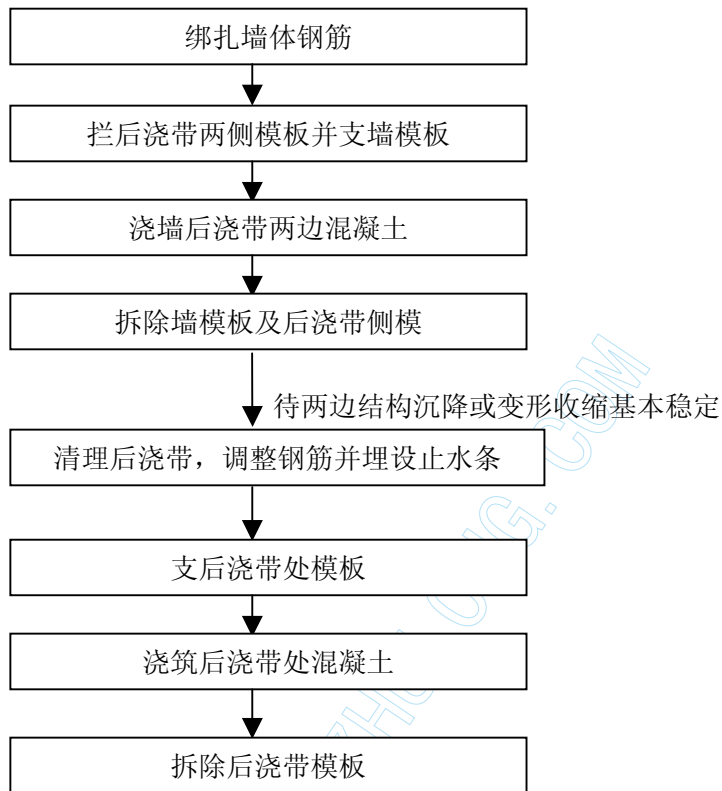 绑扎墙体钢筋
拦后浇带两侧模板并支墙模板
浇墙后浇带两边混凝土
拆除墙模板及后浇带侧模
待两边结构沉降或变形收缩基本稳定
清理后浇带，调整钢筋并埋设止水条
支后浇带处模板
浇筑后浇带处混凝土
拆除后浇带模板